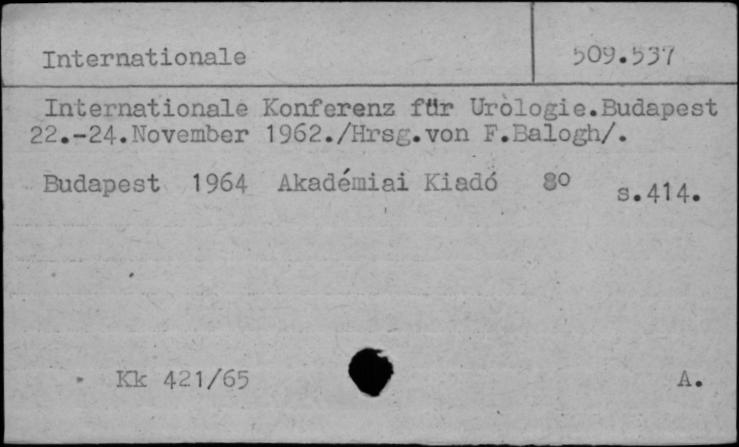 Internationale 509.537
Internationale Konferenz für Urologie.Budapest
22.-24.November 1962./Hrsg.von F.Balogh/.
Budapest 1964 Akadémiai Kiadó 8o s.414.
Kk 421/65 A.